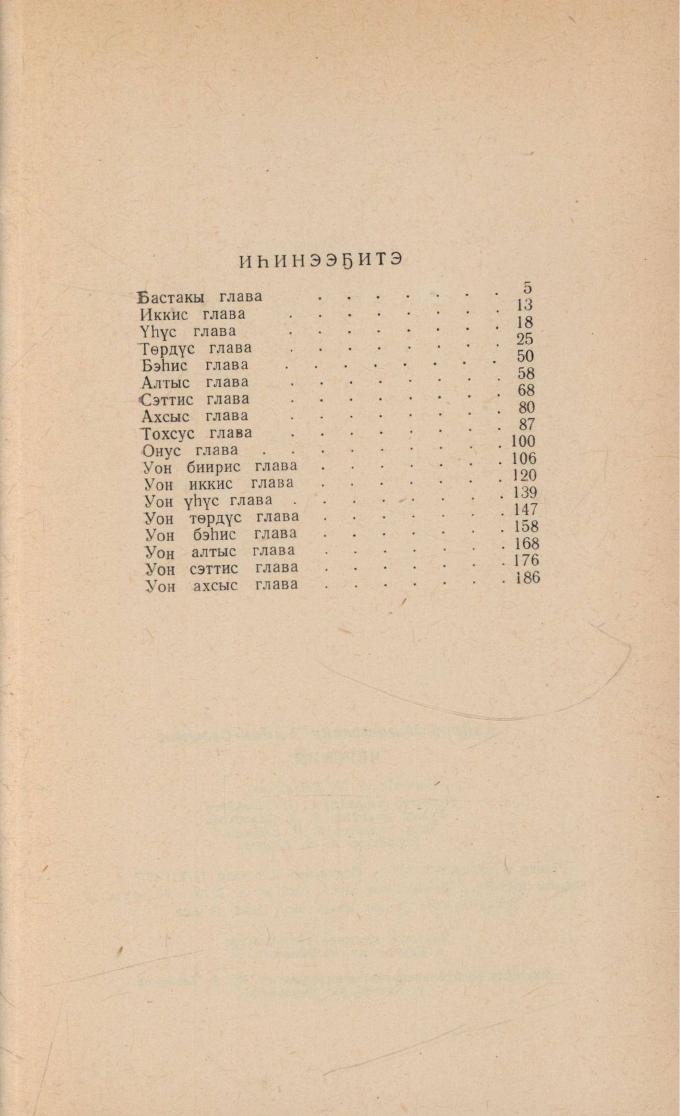 ИҺИНЭЭҔИТЭ
Бастакы глава . . . . . . . 5
Иккис глава . . . . . . . . 13
Үһүс глава . . . . . . . . 18
Төрдүс глава . . . . . . . . 25
Бэһис глава . . . . . . . . 50
Алтыс глава . . . . . . . . 58
Сэттис глава . . . . . . . . 68
Ахсыс глава . . . . . . . . 80
Тохсус глава . . . . . . . . 87
Онус глава . . . . . . . . . 100
Уон биирис глава . . . . . . . 106
Уон иккис глава . . . . . . . 120
Уон үһүс глава . . . . . . . . 139
Уон төрдүс глава . . . . . . . 147
Уон бэһис глава . . . . . . . 158
Уон алтыс глава . . . . . . . 168
Уон сэттис глава . . . . . . . 176
Уон ахсыс глава . . . . . . . 186